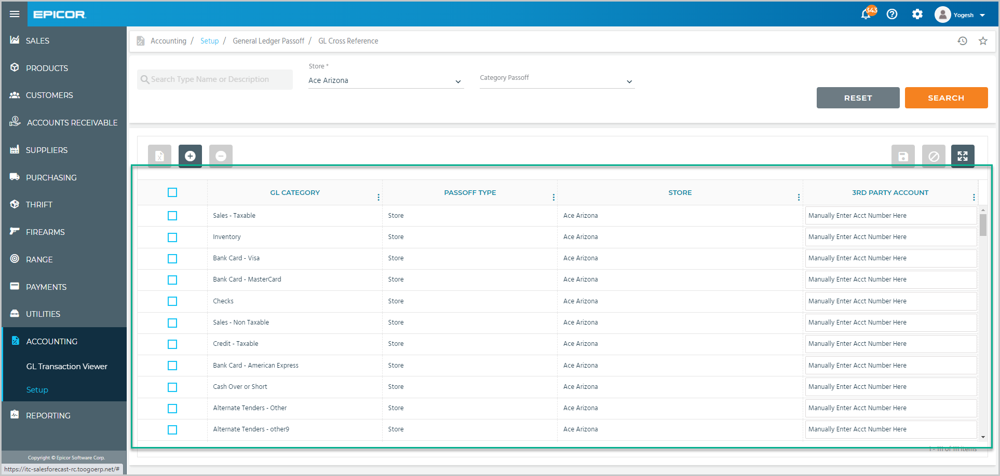 EPICOR
343
Yogesh
SALES
PRODUCTS
CUSTOMERS
ACCOUNTS RECEIVABLE
SUPPLIERS
PURCHASING
THRIFT
FIREARMS
RANGE
PAYMENTS
UTILITIES
ACCOUNTING
GL Transaction Viewer
Setup
REPORTING
Copyright © Epicor Software Corp.
https://itc-salesforecast-rc.toogoerp.net/#
Accounting / Setup / General Ledger Passoff / GL Cross Reference
Search Type Name or Description
Store *
Ace Arizona
Category Passoff
RESET
SEARCH
GL CATEGORY PASSOFF TYPE STORE 3RD PARTY ACCOUNT
Sales - Taxable Store Ace Arizona Manually Enter Acct Number Here
Inventory Store Ace Arizona Manually Enter Acct Number Here
Bank Card - Visa Store Ace Arizona Manually Enter Acct Number Here
Bank Card - MasterCard Store Ace Arizona Manually Enter Acct Number Here
Checks Store Ace Arizona Manually Enter Acct Number Here
Sales - Non Taxable Store Ace Arizona Manually Enter Acct Number Here
Credit - Taxable Store Ace Arizona Manually Enter Acct Number Here
Bank Card - American Express Store Ace Arizona Manually Enter Acct Number Here
Cash Over or Short Store Ace Arizona Manually Enter Acct Number Here
Alternate Tenders - Other Store Ace Arizona Manually Enter Acct Number Here
Alternate Tenders - other9 Store Ace Arizona Manually Enter Acct Number Here
1 - 111 of 111 items